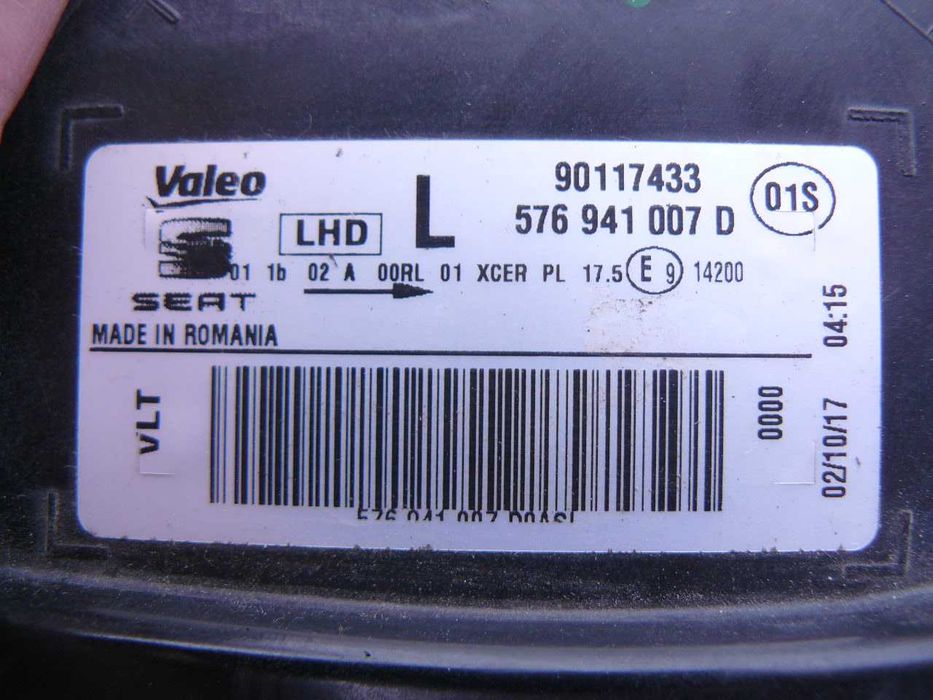 Valeo
90117433
01S
LHD
L
576 941 007 D
01 1b 02 A 00RL 01 XCER PL 17.5 E 9 14200
SEAT
MADE IN ROMANIA
VLT
0000
02/10/17 04:15